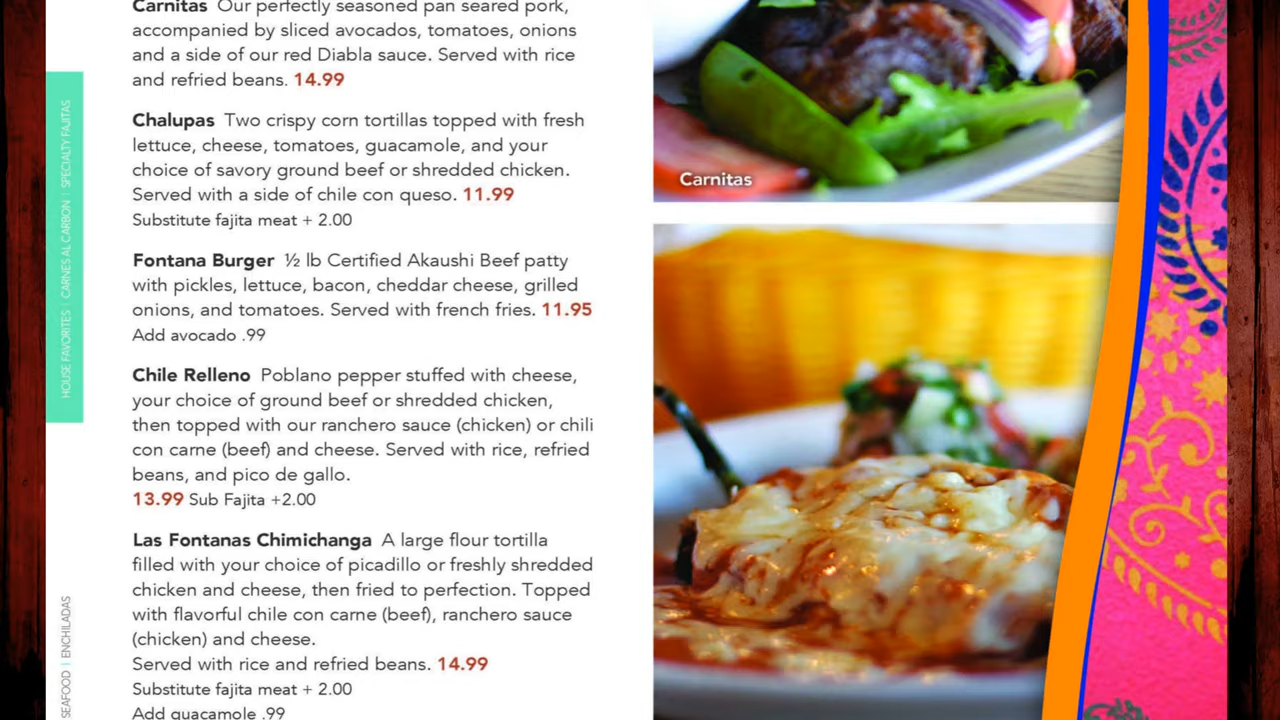 Carnitas Our perfectly seasoned pan seared pork,
accompanied by sliced avocados, tomatoes, onions
and a side of our red Diabla sauce. Served with rice
and refried beans. 14.99
Chalupas Two crispy corn tortillas topped with fresh
lettuce, cheese, tomatoes, guacamole, and your
choice of savory ground beef or shredded chicken.
Served with a side of chile con queso. 11.99
Substitute fajita meat + 2.00
Fontana Burger ½ lb Certified Akaushi Beef patty
with pickles, lettuce, bacon, cheddar cheese, grilled
onions, and tomatoes. Served with french fries. 11.95
Add avocado .99
Chile Relleno Poblano pepper stuffed with cheese,
your choice of ground beef or shredded chicken,
then topped with our ranchero sauce (chicken) or chili
con carne (beef) and cheese. Served with rice, refried
beans, and pico de gallo.
13.99 Sub Fajita +2.00
Las Fontanas Chimichanga A large flour tortilla
filled with your choice of picadillo or freshly shredded
chicken and cheese, then fried to perfection. Topped
with flavorful chile con carne (beef), ranchero sauce
(chicken) and cheese.
Served with rice and refried beans. 14.99
Substitute fajita meat + 2.00
Add guacamole .99
HOUSE FAVORITES | CARNES AL CARBON | SPECIALTY FAJITAS
SEAFOOD | ENCHILADAS
Carnitas